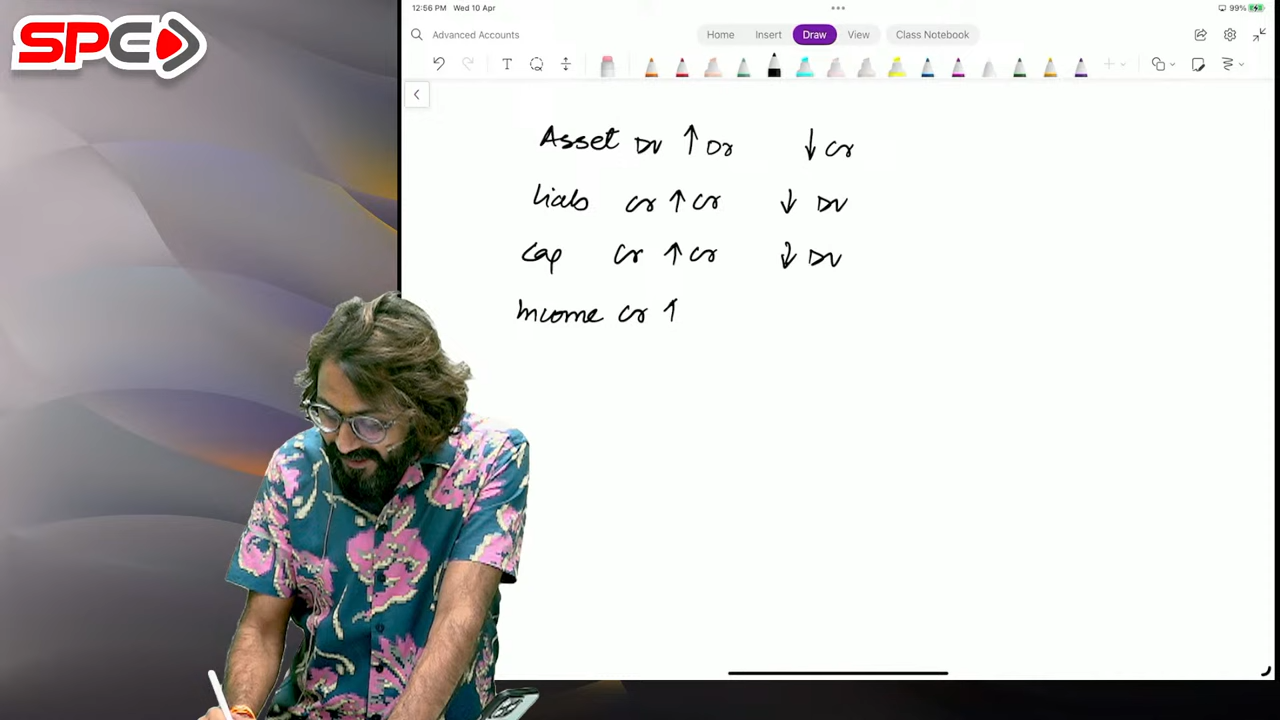 SPED
12:56 PM Wed 10 Apr
99%
Advanced Accounts
Home Insert Draw View Class Notebook
Asset Dr ↑ Dr ↓ Cr
Liab Cr ↑ Cr ↓ Dr
Cap Cr ↑ Cr ↓ Dr
Income Cr ↑